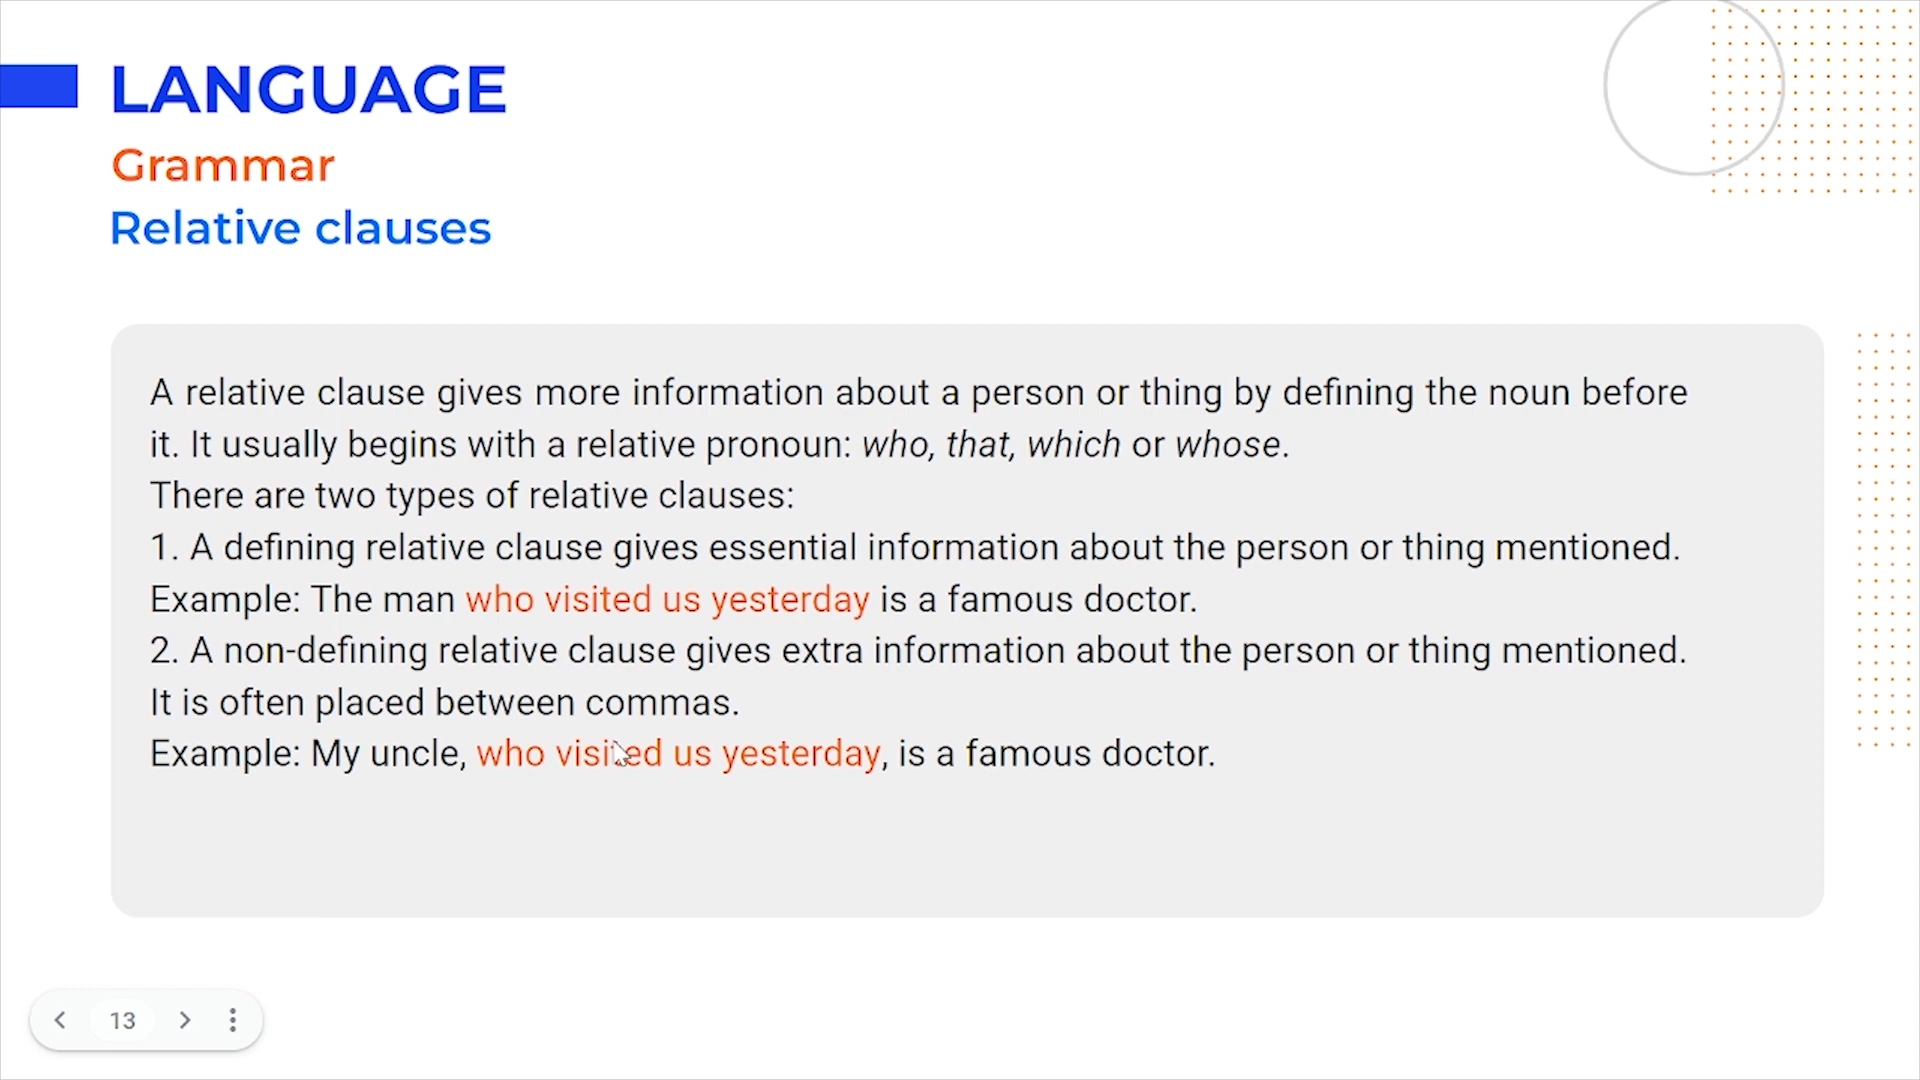 LANGUAGE
Grammar
Relative clauses
A relative clause gives more information about a person or thing by defining the noun before
it. It usually begins with a relative pronoun: who, that, which or whose.
There are two types of relative clauses:
1. A defining relative clause gives essential information about the person or thing mentioned.
Example: The man who visited us yesterday is a famous doctor.
2. A non-defining relative clause gives extra information about the person or thing mentioned.
It is often placed between commas.
Example: My uncle, who visited us yesterday, is a famous doctor.
13